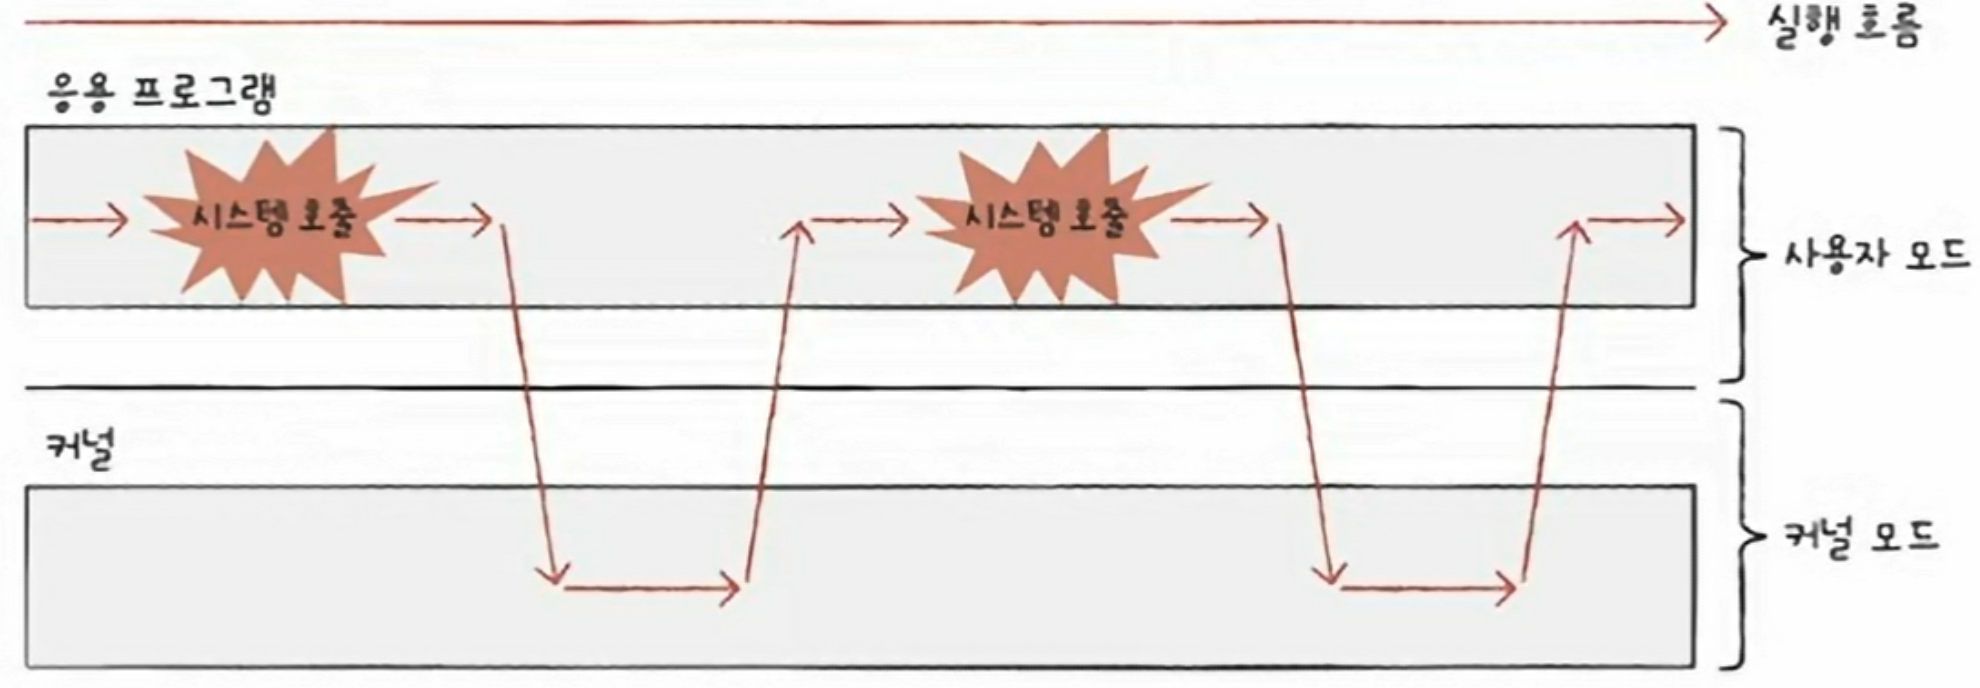 실행 흐름
응용 프로그램
시스템 호출
시스템 호출
사용자 모드
커널
커널 모드